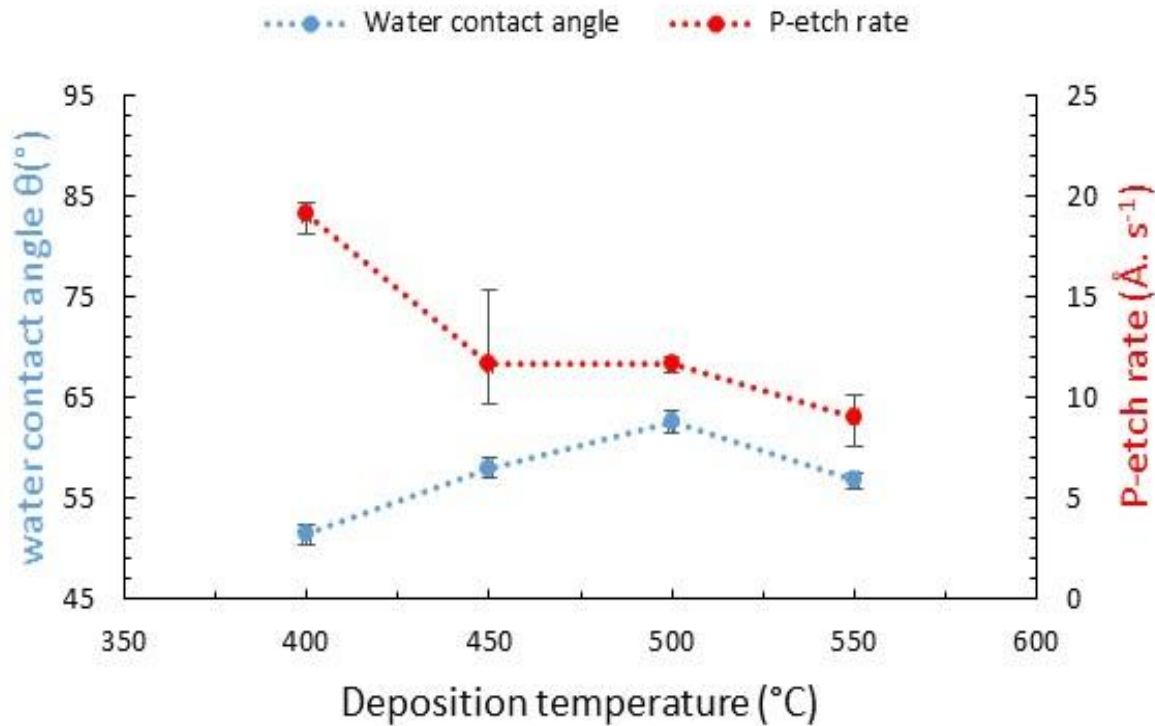 Water contact angle P-etch rate
95 25
85 20
75 15
65 10
55 5
45 0
350 400 450 500 550 600
Deposition temperature (°C)
water contact angle θ(°)
P-etch rate (Å. s⁻¹)